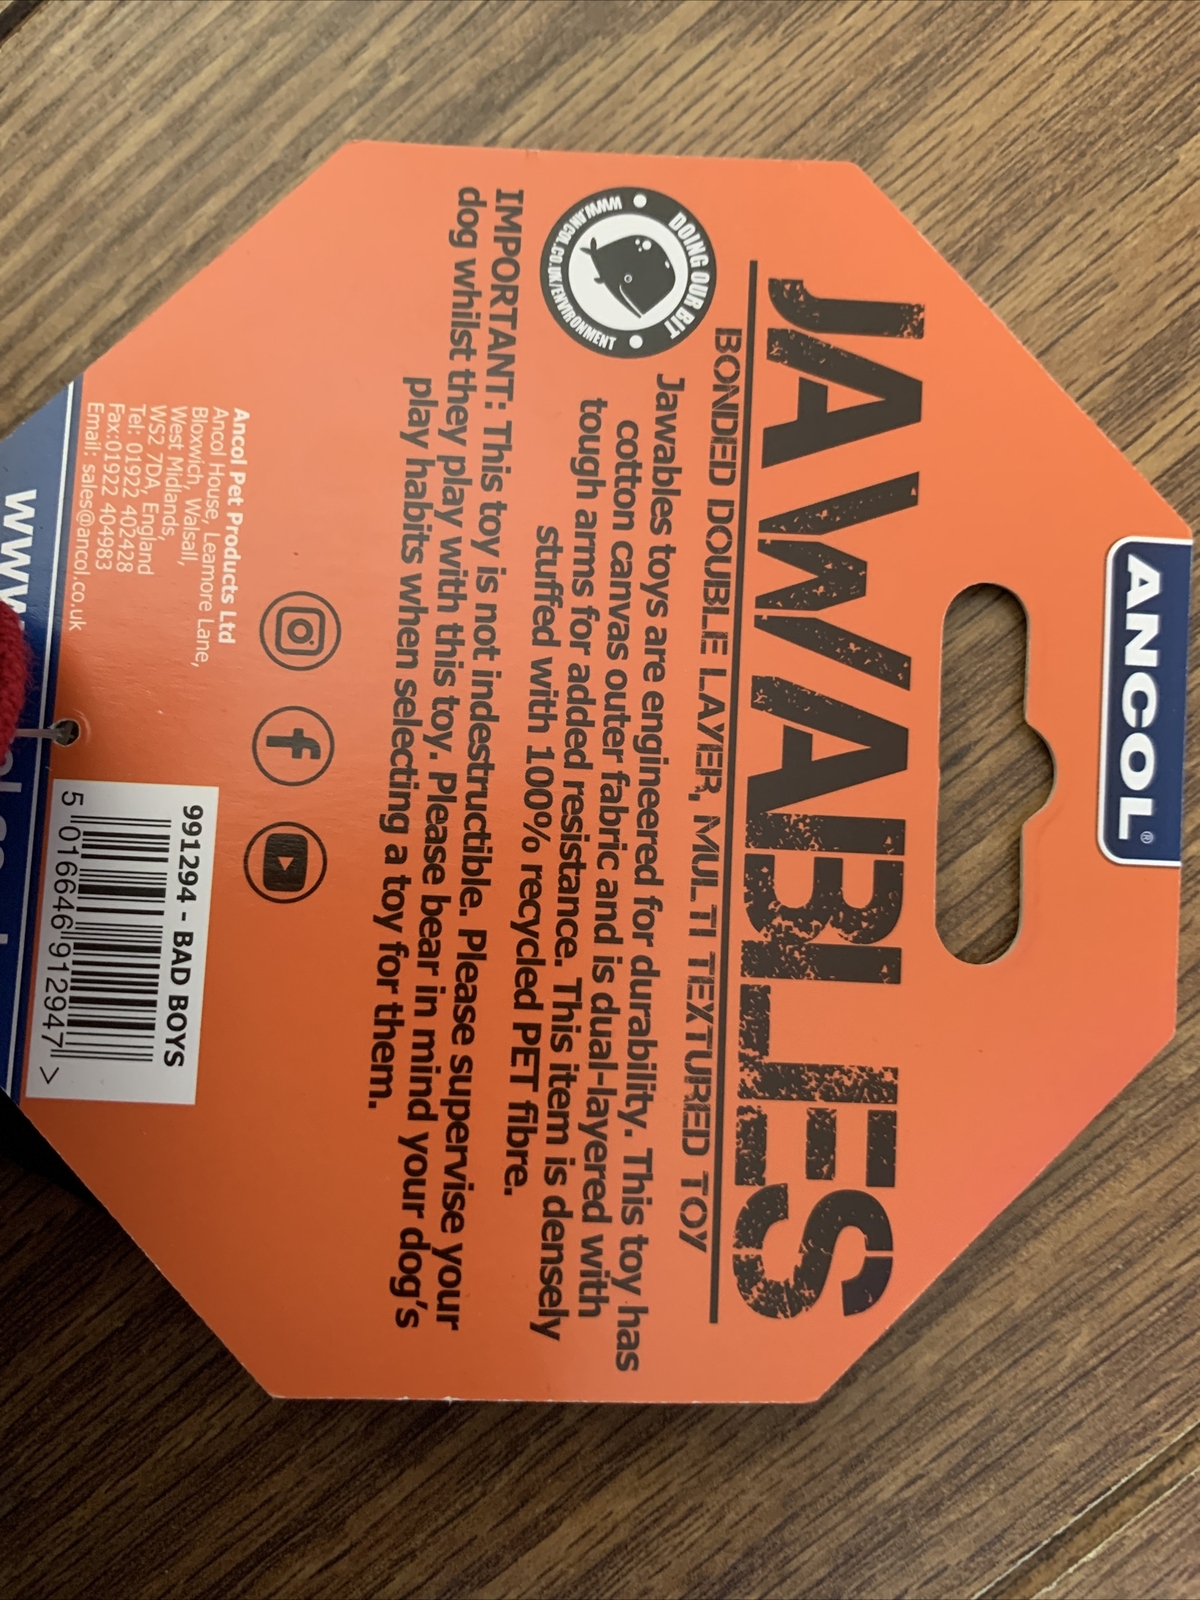 ANCOL®
JAWABLES
BONDED DOUBLE LAYER, MULTI TEXTURED TOY
DOING OUR BIT
WWW.ANCOL.CO.UK/ENVIRONMENT
Jawables toys are engineered for durability. This toy has
cotton canvas outer fabric and is dual-layered with
tough arms for added resistance. This item is densely
stuffed with 100% recycled PET fibre.
IMPORTANT: This toy is not indestructible. Please supervise your
dog whilst they play with this toy. Please bear in mind your dog's
play habits when selecting a toy for them.
Ancol Pet Products Ltd
Ancol House, Leamore Lane,
Bloxwich, Walsall,
West Midlands,
WS2 7DA, England
Tel: 01922 402428
Fax:01922 404983
Email: sales@ancol.co.uk
991294 - BAD BOYS
5 016646 912947 >